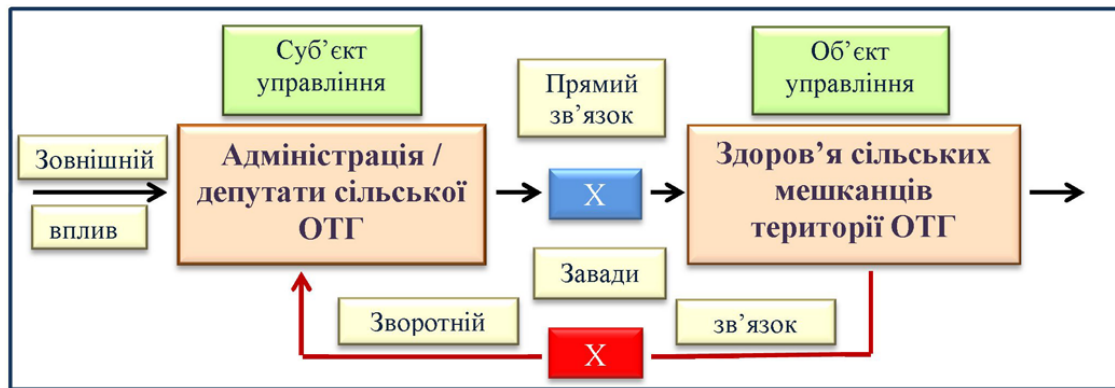 Суб’єкт
управління
Об’єкт
управління
Прямий
зв’язок
Зовнішній
вплив
Адміністрація /
депутати сільської
ОТГ
X
Здоров’я сільських
мешканців
території ОТГ
Завади
Зворотній
X
зв’язок